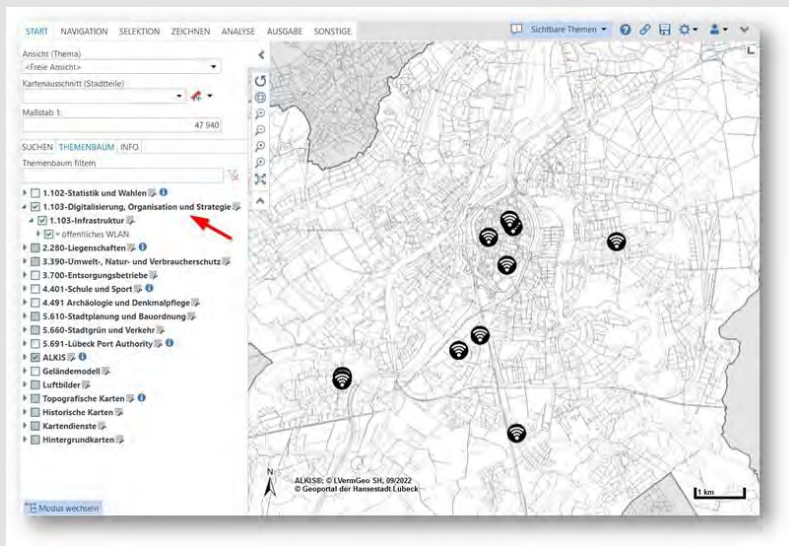 START NAVIGATION SELEKTION ZEICHNEN ANALYSE AUSGABE SONSTIGE
Sichtbare Themen
Ansicht (Thema)
<Freie Ansicht>
Kartenausschnitt (Stadtteile)
Maßstab 1:
47 940
SUCHEN THEMENBAUM INFO
Themenbaum filtern
1.102-Statistik und Wahlen
1.103-Digitalisierung, Organisation und Strategie
1.103-Infrastruktur
= öffentliches WLAN
2.280-Liegenschaften
3.390-Umwelt-, Natur- und Verbraucherschutz
3.700-Entsorgungsbetriebe
4.401-Schule und Sport
4.491 Archäologie und Denkmalpflege
5.610-Stadtplanung und Bauordnung
5.660-Stadtgrün und Verkehr
5.691-Lübeck Port Authority
ALKIS
Geländemodell
Luftbilder
Topografische Karten
Historische Karten
Kartendienste
Hintergrundkarten
Modus wechseln
N
ALKIS®; © LVermGeo SH, 09/2022
© Geoportal der Hansestadt Lübeck
1 km